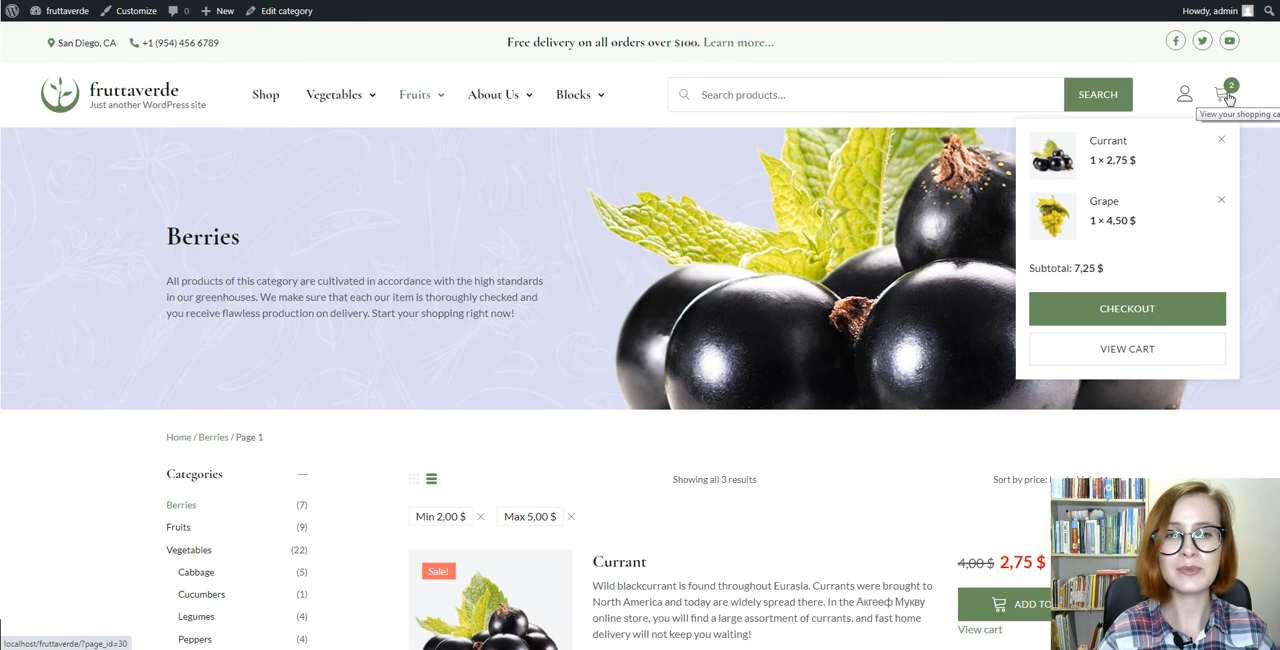 fruttaverde Customize 0 New Edit category Howdy, admin
San Diego, CA +1 (954) 456 6789 Free delivery on all orders over $100. Learn more...
fruttaverde
Just another WordPress site
Shop Vegetables Fruits About Us Blocks Search products... SEARCH 2
View your shopping ca
Currant
1 × 2,75 $
Grape
1 × 4,50 $
Subtotal: 7,25 $
CHECKOUT
VIEW CART
Berries
All products of this category are cultivated in accordance with the high standards
in our greenhouses. We make sure that each our item is thoroughly checked and
you receive flawless production on delivery. Start your shopping right now!
Home / Berries / Page 1
Categories
Berries (7)
Fruits (9)
Vegetables (22)
Cabbage (5)
Cucumbers (1)
Legumes (4)
Peppers (4)
Showing all 3 results Sort by price:
Min 2,00 $ Max 5,00 $
Sale!
Currant
Wild blackcurrant is found throughout Eurasia. Currants were brought to
North America and today are widely spread there. In the Акгееф Мукву
online store, you will find a large assortment of currants, and fast home
delivery will not keep you waiting!
4,00 $ 2,75 $
ADD TO
View cart
localhost/fruttaverde/?page_id=30